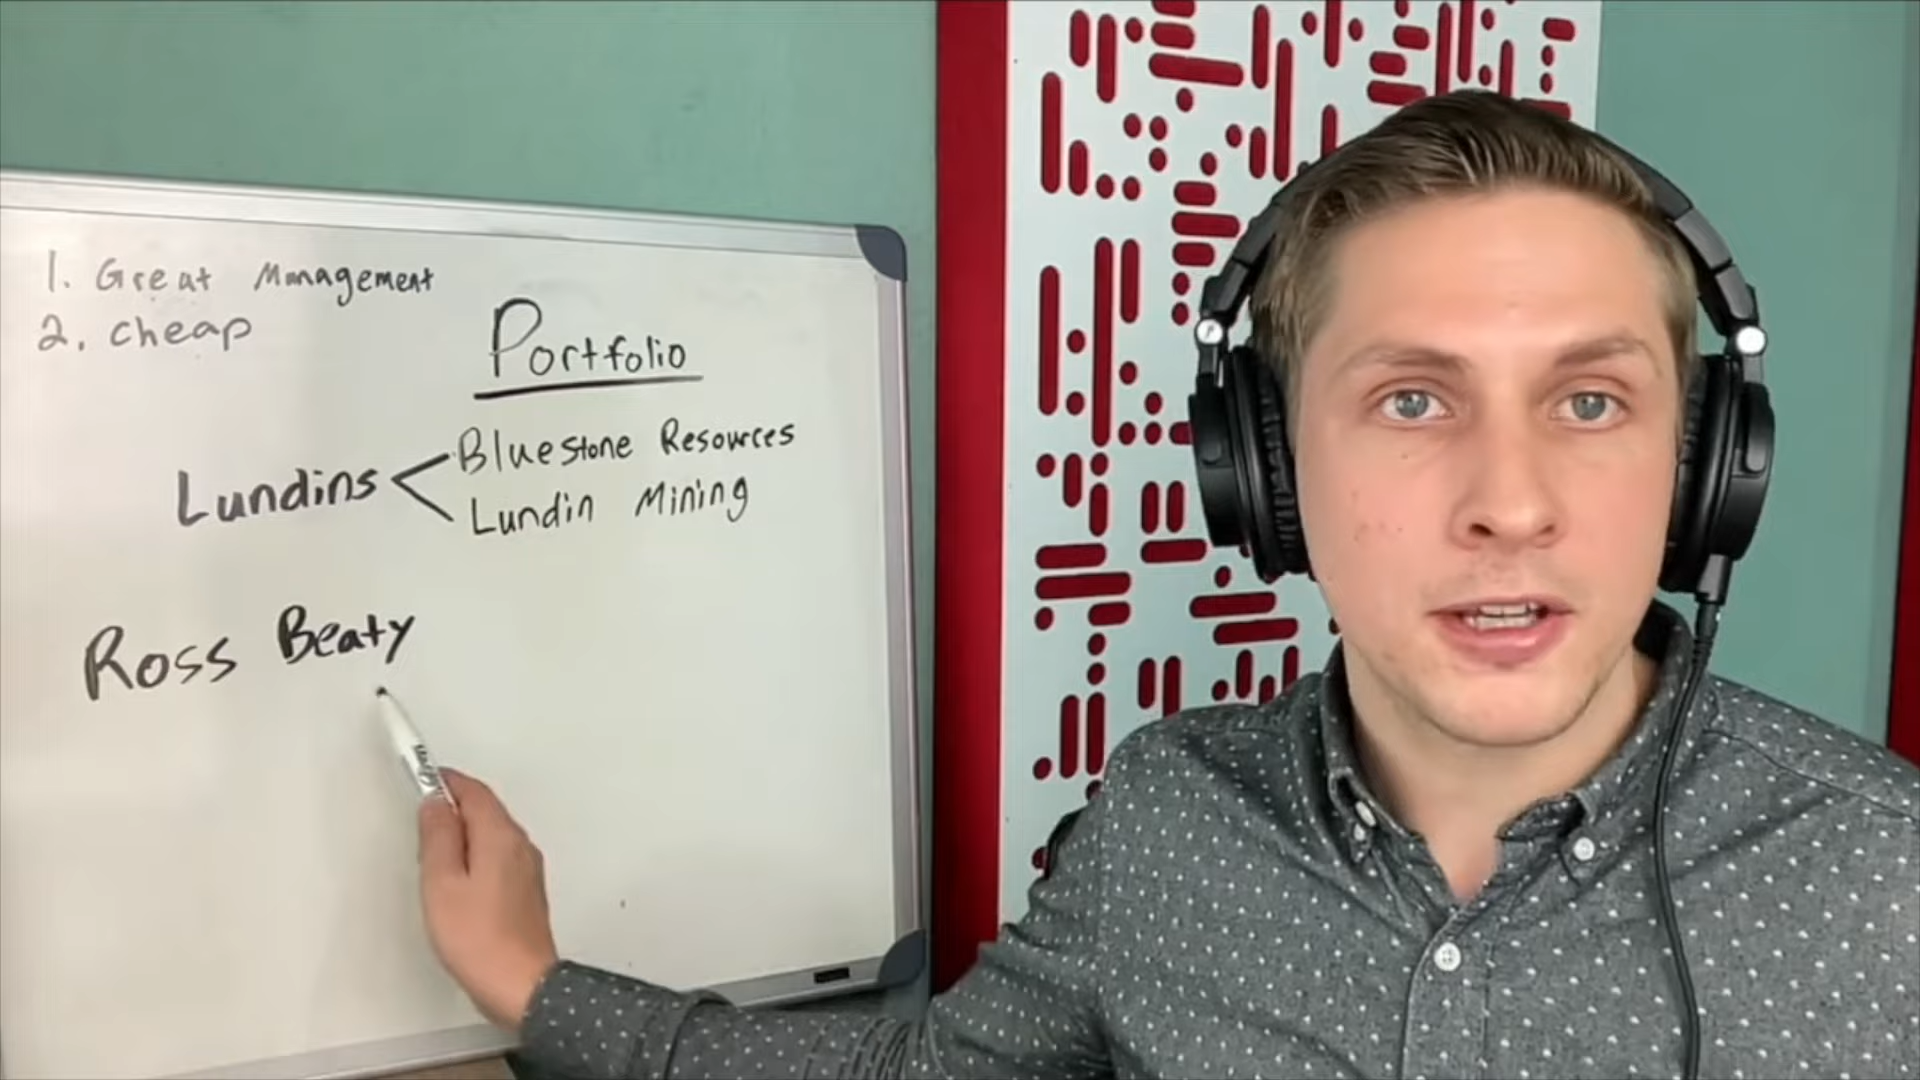 1. Great Management
2. cheap
Portfolio
Bluestone Resources
Lundins
Lundin Mining
Ross Beaty